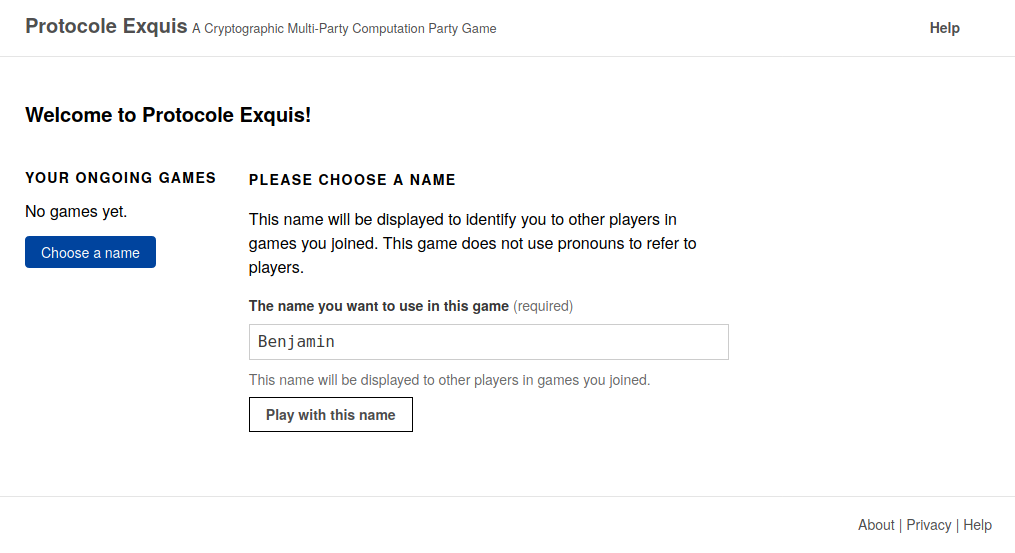 Protocole Exquis A Cryptographic Multi-Party Computation Party Game
Help
Welcome to Protocole Exquis!
YOUR ONGOING GAMES
No games yet.
Choose a name
PLEASE CHOOSE A NAME
This name will be displayed to identify you to other players in
games you joined. This game does not use pronouns to refer to
players.
The name you want to use in this game (required)
Benjamin
This name will be displayed to other players in games you joined.
Play with this name
About | Privacy | Help